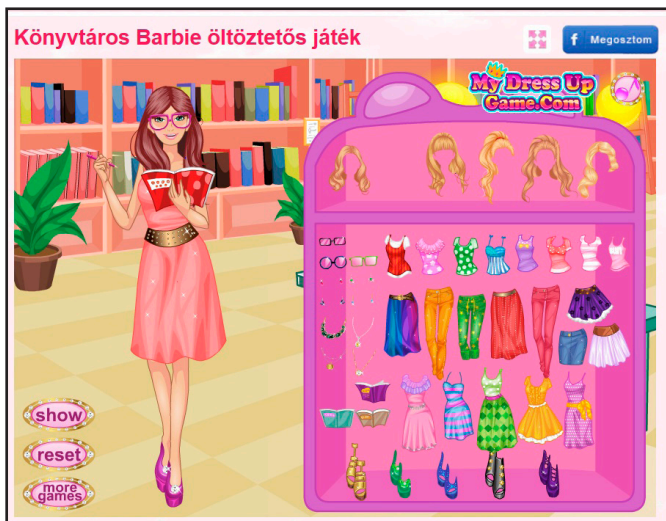 Könyvtáros Barbie öltöztetős játék
f Megosztom
My Dress Up
Game.Com
show
reset
more
games